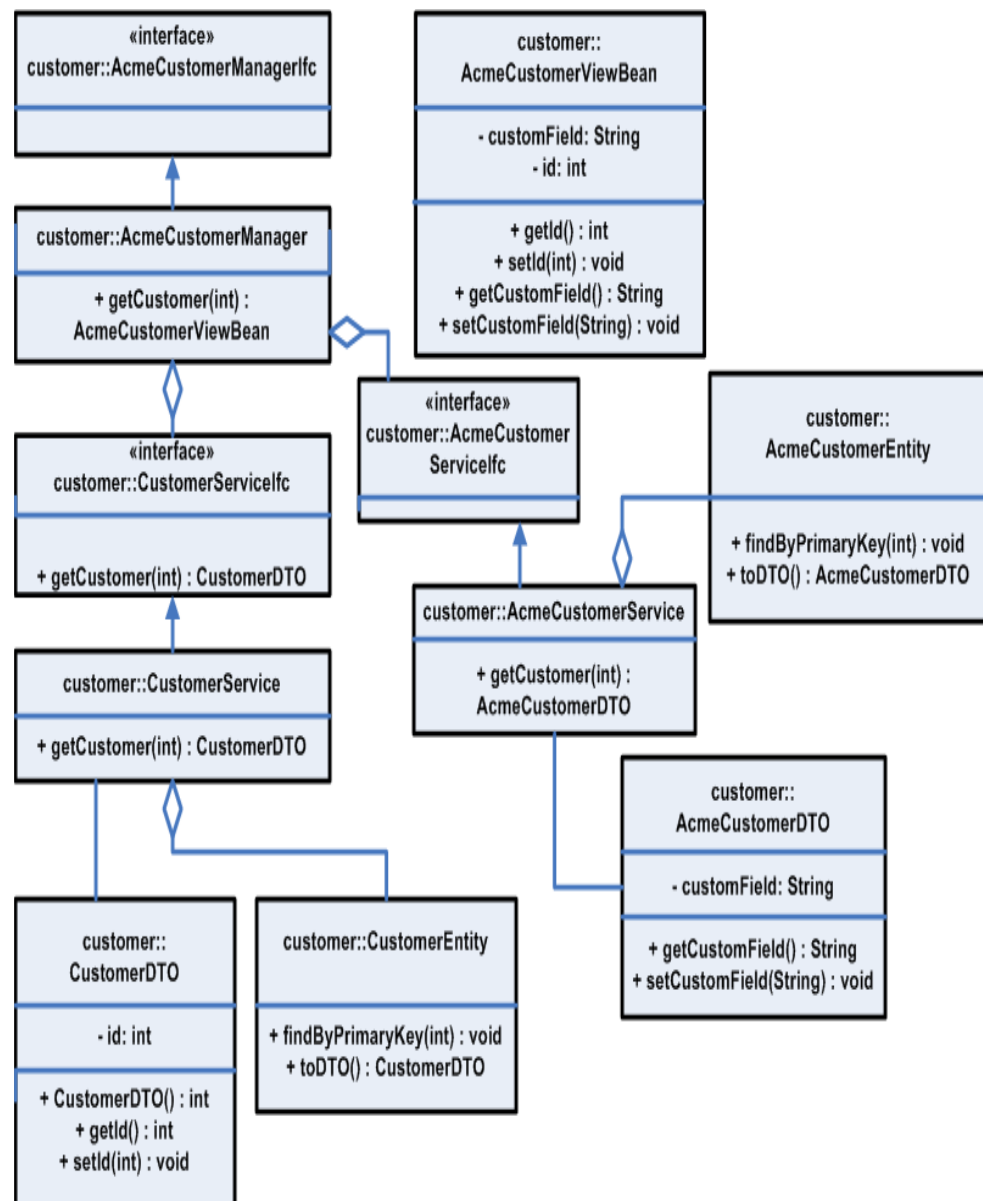 «interface»
customer::AcmeCustomerManagerIfc
customer::AcmeCustomerManager
+ getCustomer(int) :
AcmeCustomerViewBean
customer::
AcmeCustomerViewBean
- customField: String
- id: int
+ getId() : int
+ setId(int) : void
+ getCustomField() : String
+ setCustomField(String) : void
«interface»
customer::CustomerServiceIfc
+ getCustomer(int) : CustomerDTO
«interface»
customer::AcmeCustomer
ServiceIfc
customer::
AcmeCustomerEntity
+ findByPrimaryKey(int) : void
+ toDTO() : AcmeCustomerDTO
customer::CustomerService
+ getCustomer(int) : CustomerDTO
customer::AcmeCustomerService
+ getCustomer(int) :
AcmeCustomerDTO
customer::
AcmeCustomerDTO
- customField: String
+ getCustomField() : String
+ setCustomField(String) : void
customer::
CustomerDTO
- id: int
+ CustomerDTO() : int
+ getId() : int
+ setId(int) : void
customer::CustomerEntity
+ findByPrimaryKey(int) : void
+ toDTO() : CustomerDTO